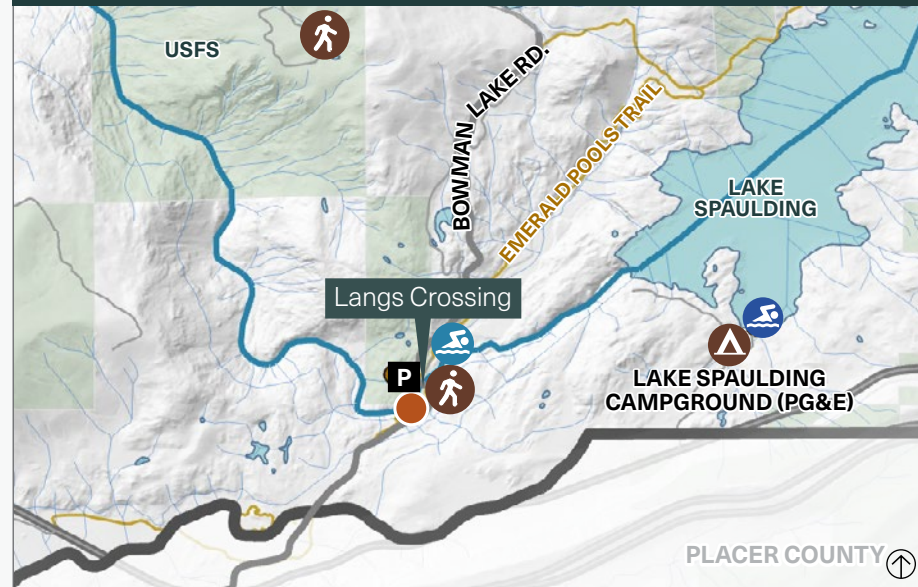 USFS
BOWMAN LAKE RD.
EMERALD POOLS TRAIL
LAKE
SPAULDING
Langs Crossing
P
LAKE SPAULDING
CAMPGROUND (PG&E)
PLACER COUNTY